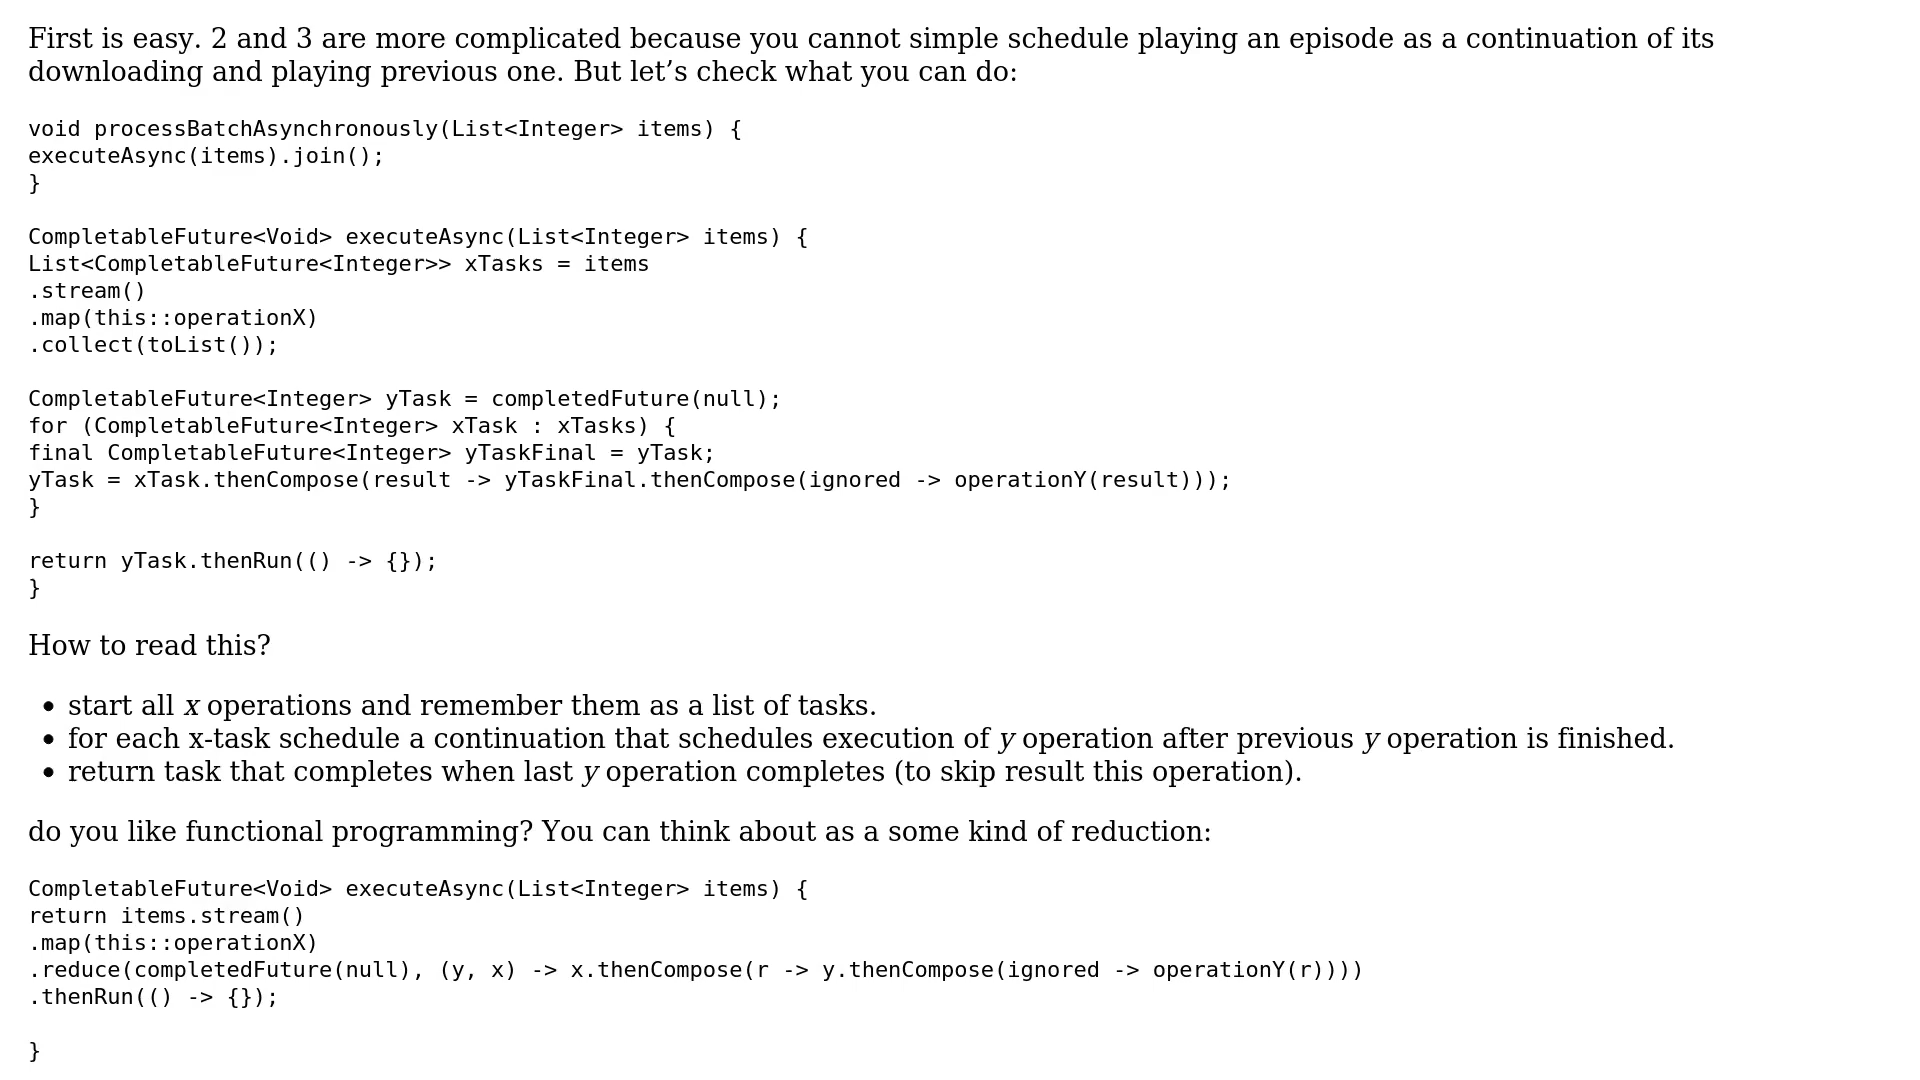 First is easy. 2 and 3 are more complicated because you cannot simple schedule playing an episode as a continuation of its
downloading and playing previous one. But let’s check what you can do:
void processBatchAsynchronously(List<Integer> items) {
executeAsync(items).join();
}
CompletableFuture<Void> executeAsync(List<Integer> items) {
List<CompletableFuture<Integer>> xTasks = items
.stream()
.map(this::operationX)
.collect(toList());
CompletableFuture<Integer> yTask = completedFuture(null);
for (CompletableFuture<Integer> xTask : xTasks) {
final CompletableFuture<Integer> yTaskFinal = yTask;
yTask = xTask.thenCompose(result -> yTaskFinal.thenCompose(ignored -> operationY(result)));
}
return yTask.thenRun(() -> {});
}
How to read this?
• start all x operations and remember them as a list of tasks.
• for each x-task schedule a continuation that schedules execution of y operation after previous y operation is finished.
• return task that completes when last y operation completes (to skip result this operation).
do you like functional programming? You can think about as a some kind of reduction:
CompletableFuture<Void> executeAsync(List<Integer> items) {
return items.stream()
.map(this::operationX)
.reduce(completedFuture(null), (y, x) -> x.thenCompose(r -> y.thenCompose(ignored -> operationY(r))))
.thenRun(() -> {});
}